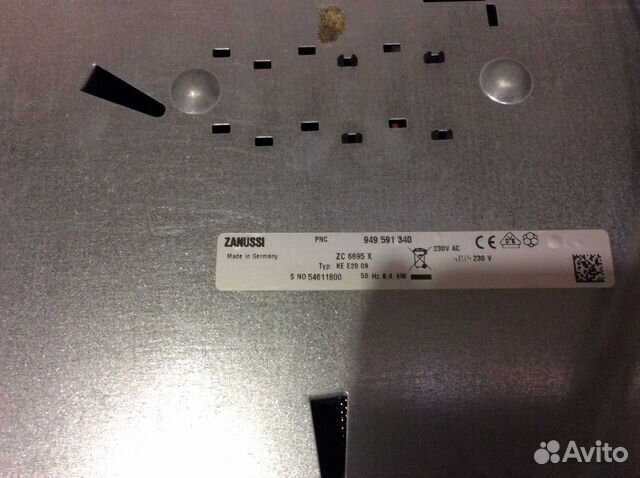 ZANUSSI PNC 949 591 340
Made in Germany ZC 6695 X 230V AC
Typ: KE E20 09 230 V
S NO 54611800 50 Hz 6.4 kW
CE
Avito